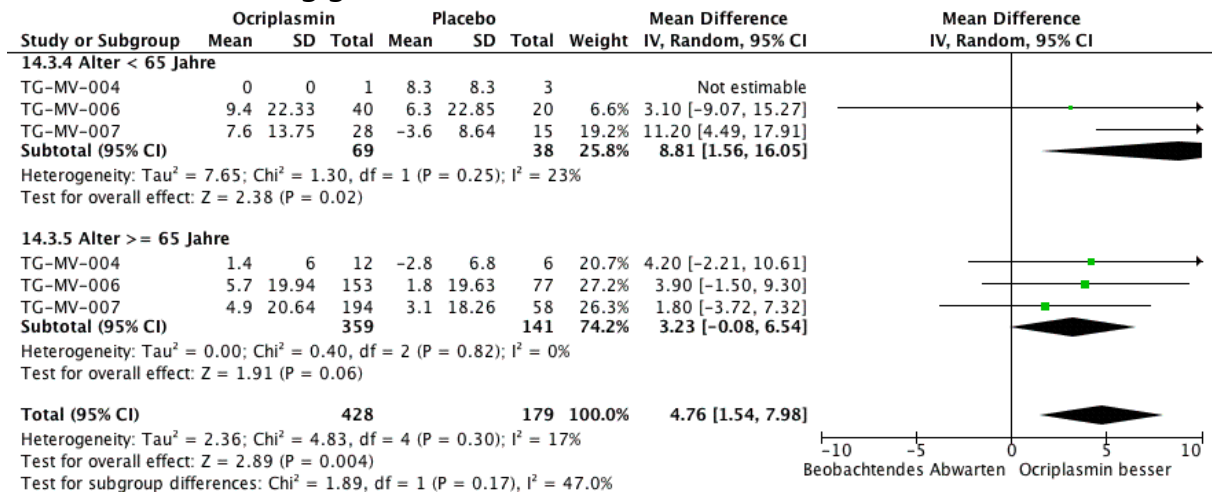 Ocriplasmin Placebo Mean Difference Mean Difference
Study or Subgroup Mean SD Total Mean SD Total Weight IV, Random, 95% CI IV, Random, 95% CI
14.3.4 Alter < 65 Jahre
TG-MV-004 0 0 1 8.3 8.3 3 Not estimable
TG-MV-006 9.4 22.33 40 6.3 22.85 20 6.6% 3.10 [-9.07, 15.27]
TG-MV-007 7.6 13.75 28 -3.6 8.64 15 19.2% 11.20 [4.49, 17.91]
Subtotal (95% CI) 69 38 25.8% 8.81 [1.56, 16.05]
Heterogeneity: Tau² = 7.65; Chi² = 1.30, df = 1 (P = 0.25); I² = 23%
Test for overall effect: Z = 2.38 (P = 0.02)
14.3.5 Alter >= 65 Jahre
TG-MV-004 1.4 6 12 -2.8 6.8 6 20.7% 4.20 [-2.21, 10.61]
TG-MV-006 5.7 19.94 153 1.8 19.63 77 27.2% 3.90 [-1.50, 9.30]
TG-MV-007 4.9 20.64 194 3.1 18.26 58 26.3% 1.80 [-3.72, 7.32]
Subtotal (95% CI) 359 141 74.2% 3.23 [-0.08, 6.54]
Heterogeneity: Tau² = 0.00; Chi² = 0.40, df = 2 (P = 0.82); I² = 0%
Test for overall effect: Z = 1.91 (P = 0.06)
Total (95% CI) 428 179 100.0% 4.76 [1.54, 7.98]
Heterogeneity: Tau² = 2.36; Chi² = 4.83, df = 4 (P = 0.30); I² = 17%
Test for overall effect: Z = 2.89 (P = 0.004)
Test for subgroup differences: Chi² = 1.89, df = 1 (P = 0.17), I² = 47.0%
-10 -5 0 5 10
Beobachtendes Abwarten Ocriplasmin besser